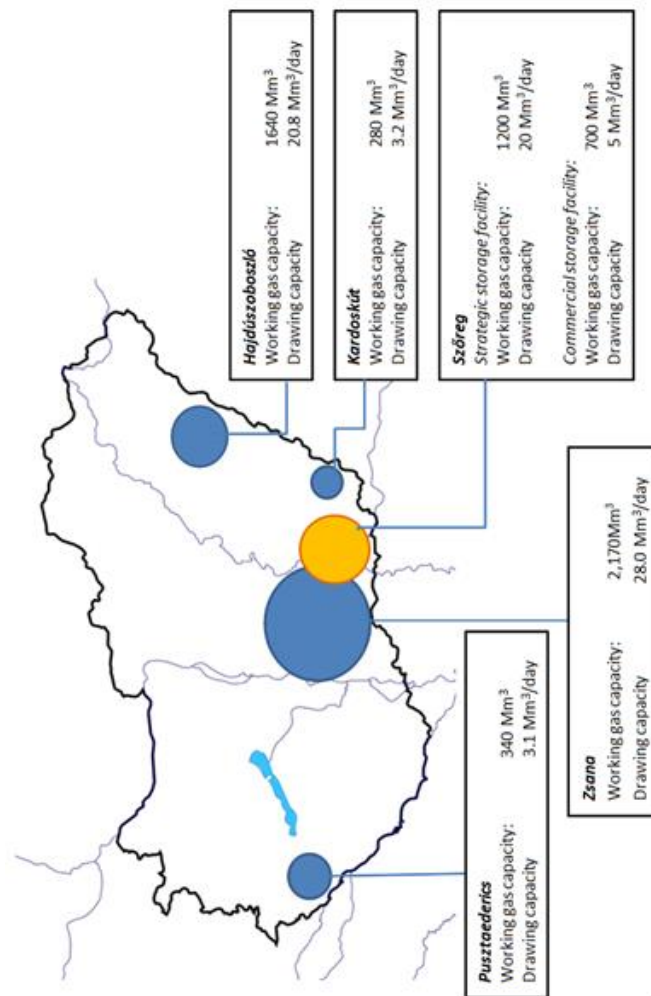 Hajdúszoboszló
Working gas capacity: 1640 Mm³
Drawing capacity 20.8 Mm³/day
Kardoskút
Working gas capacity: 280 Mm³
Drawing capacity 3.2 Mm³/day
Szőreg
Strategic storage facility:
Working gas capacity: 1200 Mm³
Drawing capacity 20 Mm³/day
Commercial storage facility:
Working gas capacity: 700 Mm³
Drawing capacity 5 Mm³/day
Pusztaederics
Working gas capacity: 340 Mm³
Drawing capacity 3.1 Mm³/day
Zsana
Working gas capacity: 2,170Mm³
Drawing capacity 28.0 Mm³/day